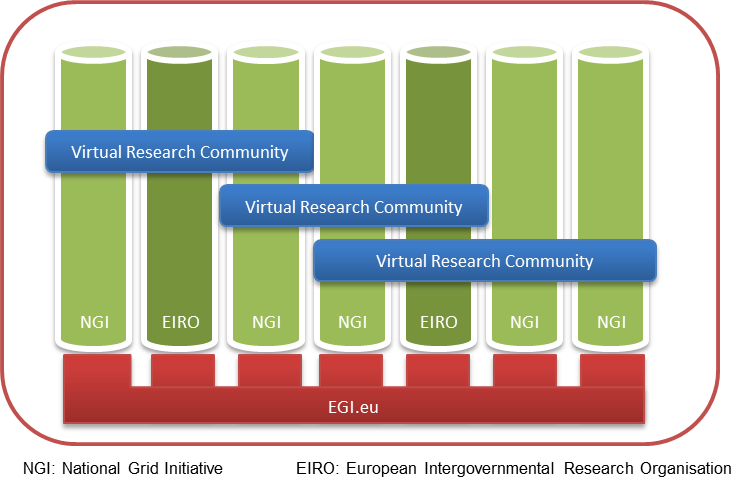 Virtual Research Community
Virtual Research Community
Virtual Research Community
NGI EIRO NGI NGI EIRO NGI NGI
EGI.eu
NGI: National Grid Initiative EIRO: European Intergovernmental Research Organisation